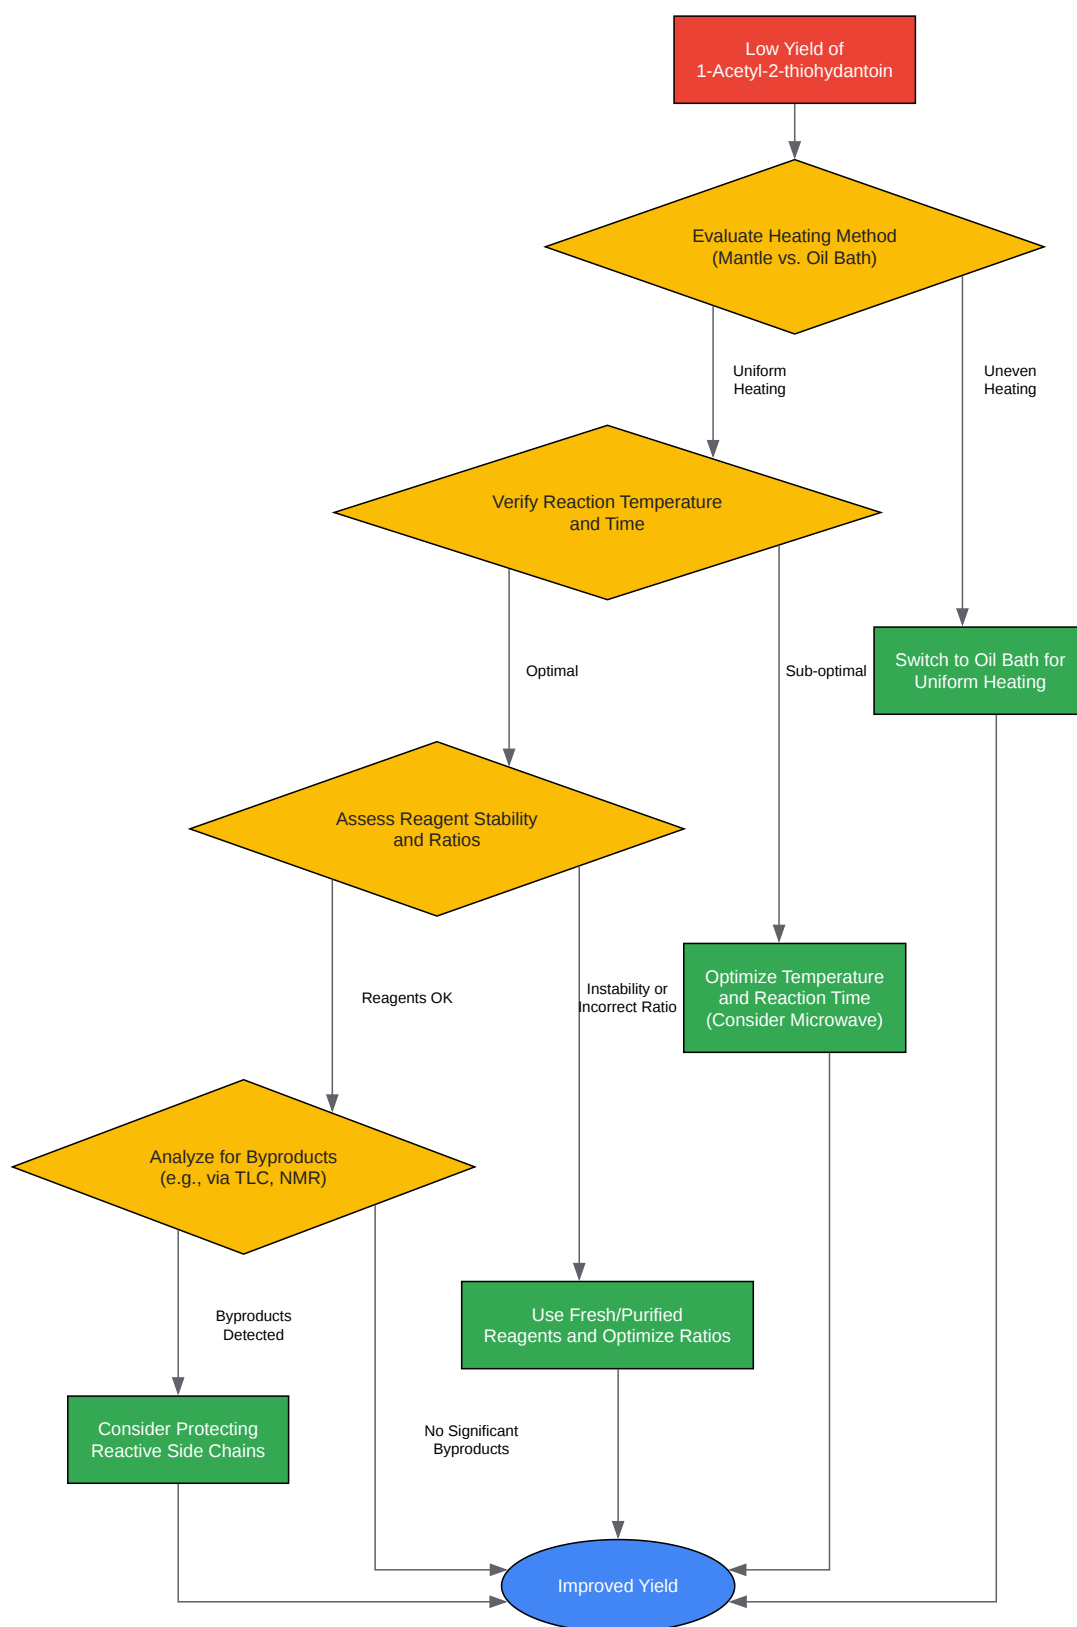 Low Yield of
1-Acetyl-2-thiohydantoin
Evaluate Heating Method
(Mantle vs. Oil Bath)
Uniform
Heating
Uneven
Heating
Verify Reaction Temperature
and Time
Switch to Oil Bath for
Uniform Heating
Optimal
Sub-optimal
Assess Reagent Stability
and Ratios
Reagents OK
Instability or
Incorrect Ratio
Optimize Temperature
and Reaction Time
(Consider Microwave)
Analyze for Byproducts
(e.g., via TLC, NMR)
Byproducts
Detected
Use Fresh/Purified
Reagents and Optimize Ratios
Consider Protecting
Reactive Side Chains
No Significant
Byproducts
Improved Yield